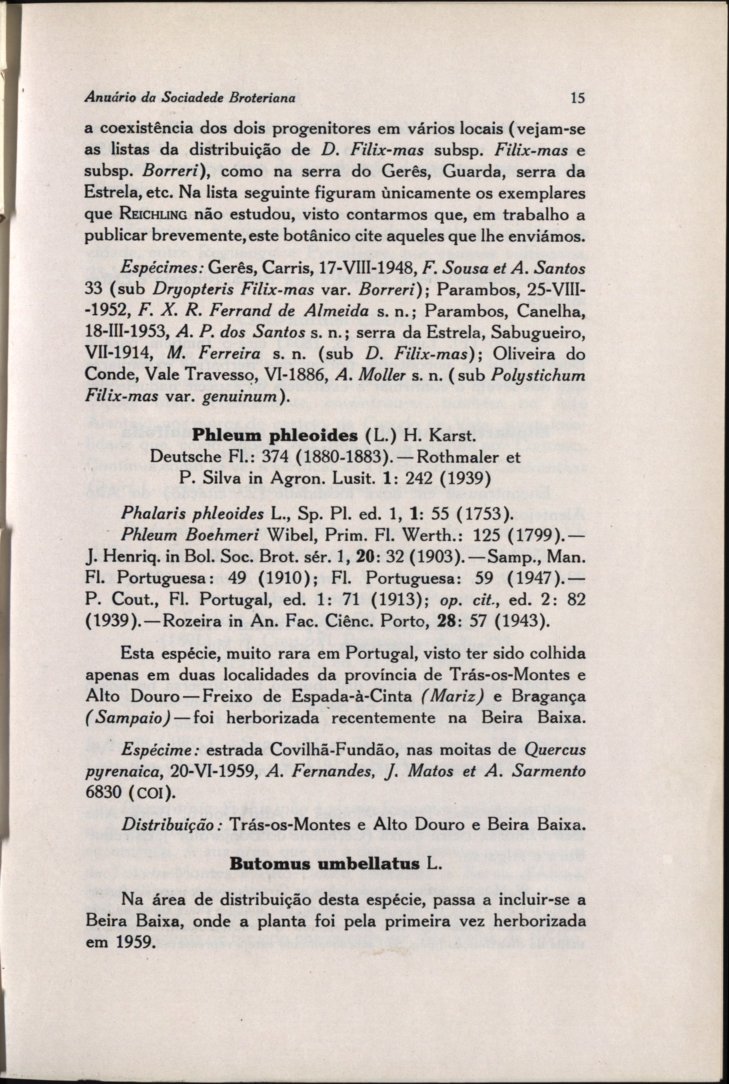 Anuário da Sociadede Broteriana 15
a coexistência dos dois progenitores em vários locais (vejam-se
as listas da distribuição de D. Filix-mas subsp. Filix-mas e
subsp. Borreri), como na serra do Gerês, Guarda, serra da
Estrela, etc. Na lista seguinte figuram ùnicamente os exemplares
que REICHLING não estudou, visto contarmos que, em trabalho a
publicar brevemente, este botânico cite aqueles que lhe enviámos.
Espécimes: Gerês, Carris, 17-VIII-1948, F. Sousa et A. Santos
33 (sub Dryopteris Filix-mas var. Borreri); Parambos, 25-VIII-
-1952, F. X. R. Ferrand de Almeida s. n.; Parambos, Canelha,
18-III-1953, A. P. dos Santos s. n.; serra da Estrela, Sabugueiro,
VII-1914, M. Ferreira s. n. (sub D. Filix-mas); Oliveira do
Conde, Vale Travesso, VI-1886, A. Moller s. n. (sub Polystichum
Filix-mas var. genuinum).
Phleum phleoides (L.) H. Karst.
Deutsche Fl.: 374 (1880-1883). — Rothmaler et
P. Silva in Agron. Lusit. 1: 242 (1939)
Phalaris phleoides L., Sp. Pl. ed. 1, 1: 55 (1753).
Phleum Boehmeri Wibel, Prim. Fl. Werth.: 125 (1799). —
J. Henriq. in Bol. Soc. Brot. sér. 1, 20: 32 (1903). — Samp., Man.
Fl. Portuguesa: 49 (1910); Fl. Portuguesa: 59 (1947). —
P. Cout., Fl. Portugal, ed. 1: 71 (1913); op. cit., ed. 2: 82
(1939). — Rozeira in An. Fac. Ciênc. Porto, 28: 57 (1943).
Esta espécie, muito rara em Portugal, visto ter sido colhida
apenas em duas localidades da província de Trás-os-Montes e
Alto Douro — Freixo de Espada-à-Cinta (Mariz) e Bragança
(Sampaio) — foi herborizada recentemente na Beira Baixa.
Espécime: estrada Covilhã-Fundão, nas moitas de Quercus
pyrenaica, 20-VI-1959, A. Fernandes, J. Matos et A. Sarmento
6830 (COI).
Distribuição: Trás-os-Montes e Alto Douro e Beira Baixa.
Butomus umbellatus L.
Na área de distribuição desta espécie, passa a incluir-se a
Beira Baixa, onde a planta foi pela primeira vez herborizada
em 1959.